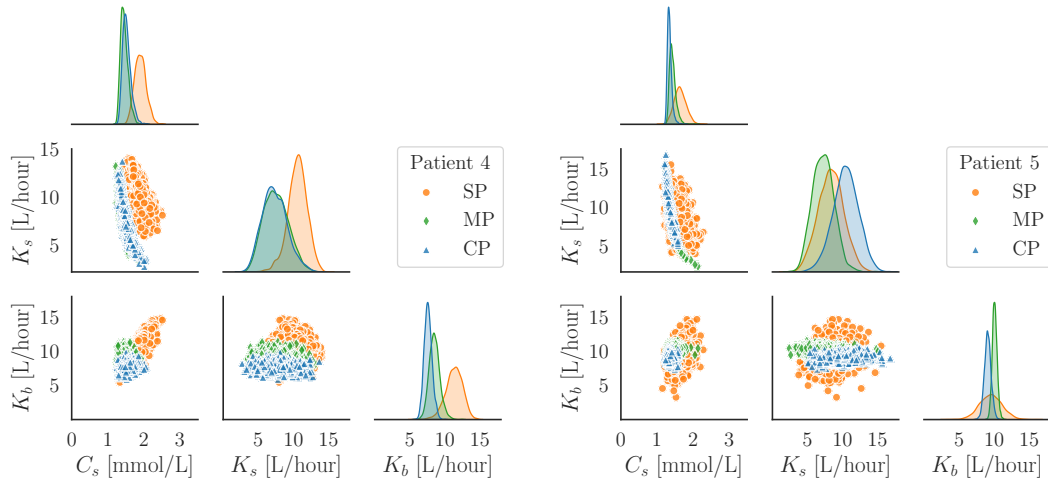 Patient 4
SP
MP
CP
K_s [L/hour]
15
10
5
K_b [L/hour]
15
10
5
0 1 2 3
C_s [mmol/L]
5 10 15
K_s [L/hour]
5 10 15
K_b [L/hour]
Patient 5
SP
MP
CP
K_s [L/hour]
15
10
5
K_b [L/hour]
15
10
5
0 1 2 3
C_s [mmol/L]
5 10 15
K_s [L/hour]
5 10 15
K_b [L/hour]